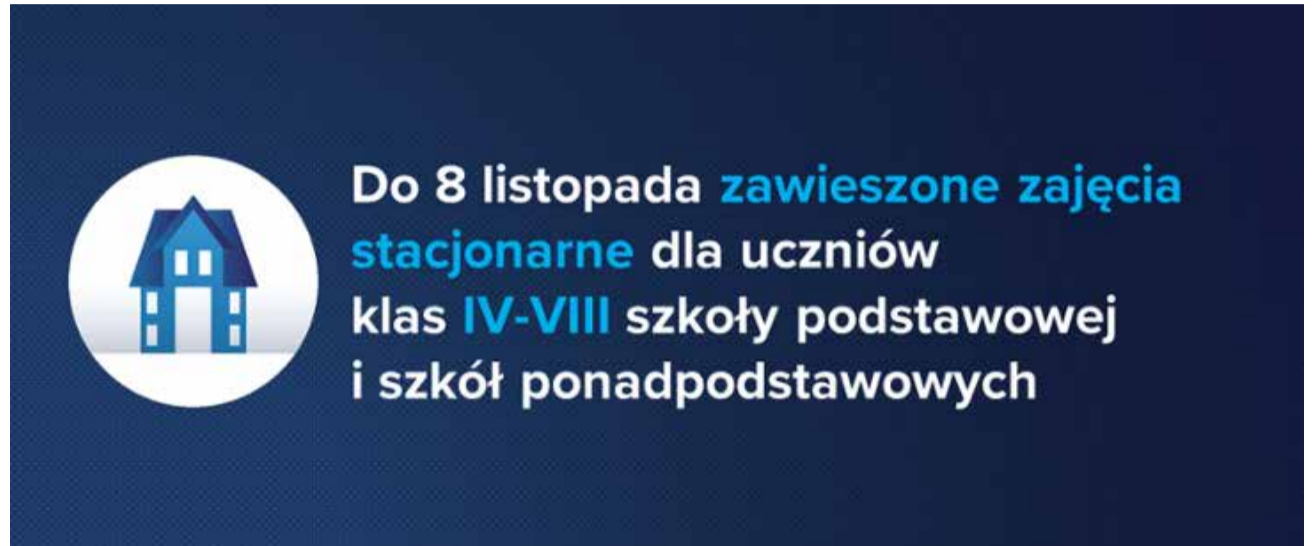 Do 8 listopada zawieszone zajęcia
stacjonarne dla uczniów
klas IV-VIII szkoły podstawowej
i szkół ponadpodstawowych